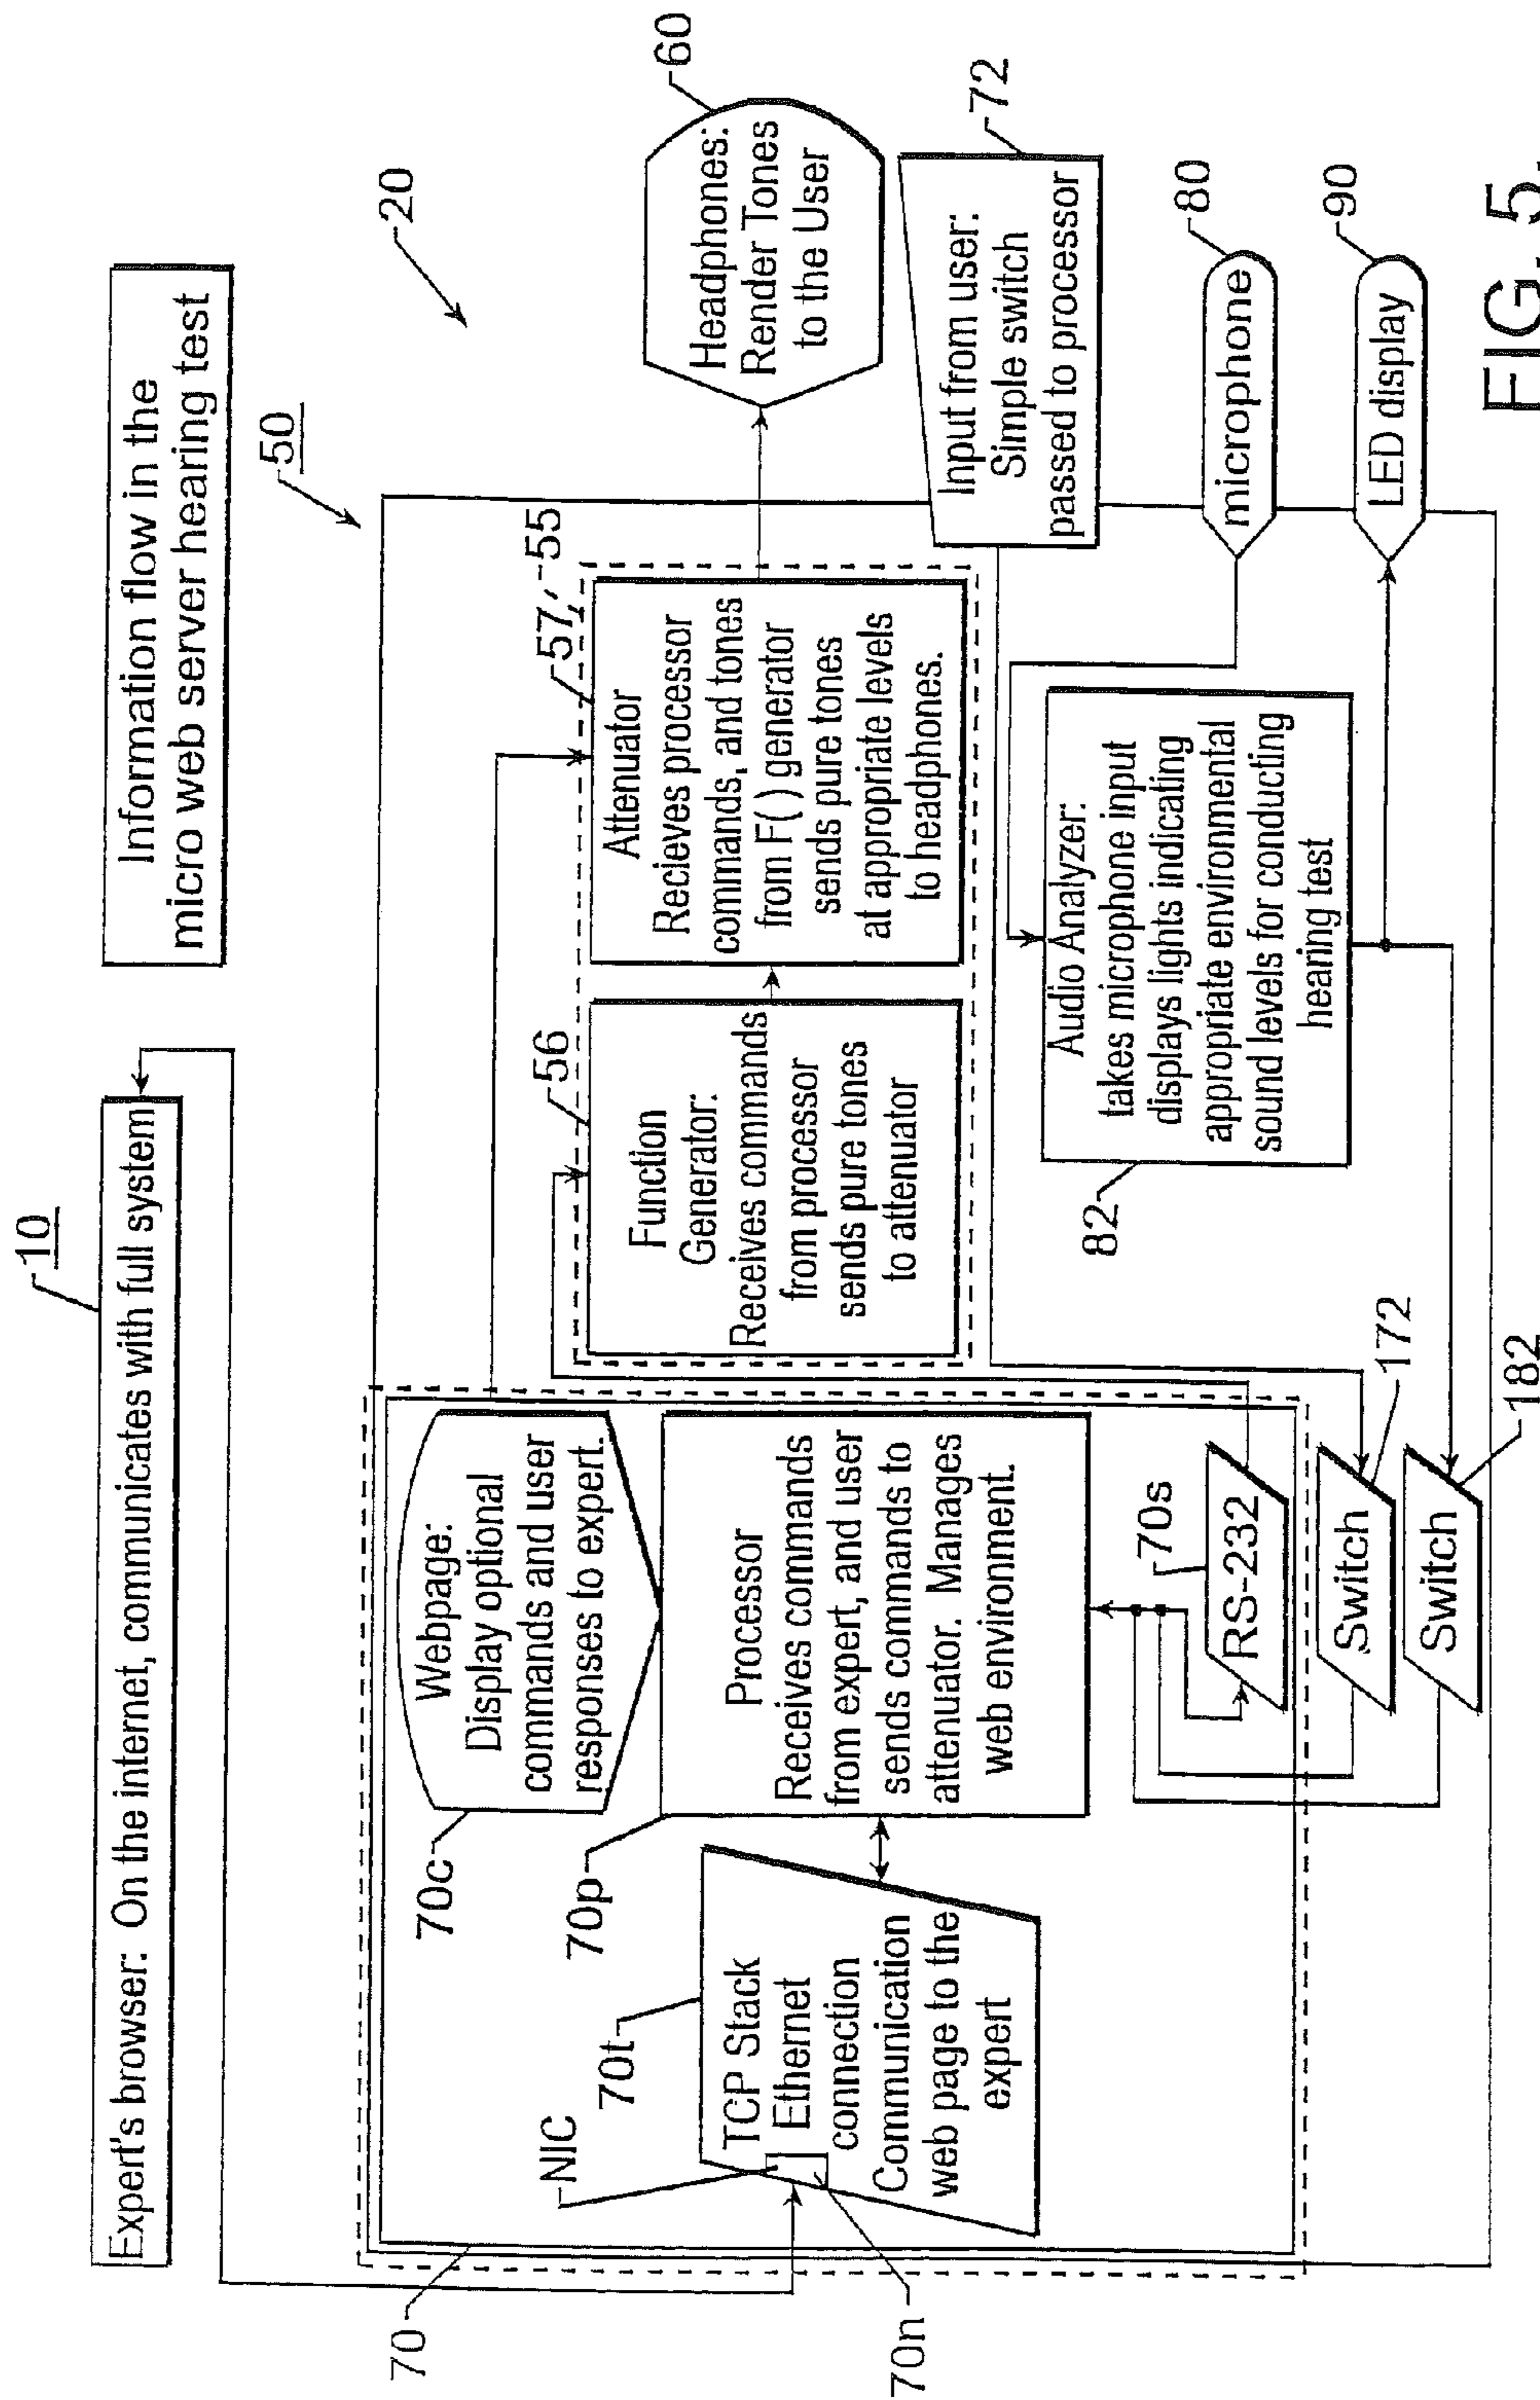 10
Expert's browser: On the internet, communicates with full system
Information flow in the
micro web server hearing test
20
50
70
70c
Webpage:
Display optional
commands and user
responses to expert.
70p
Processor
Receives commands
from expert, and user
sends commands to
attenuator. Manages
web environment.
NIC
70t
TCP Stack
Ethernet
connection
Communication
web page to the
expert
70n
70s
RS-232
Switch
172
Switch
182
56
Function
Generator:
Receives commands
from processor
sends pure tones
to attenuator
57
55
Attenuator
Recieves processor
commands, and tones
from F() generator
sends pure tones
at appropriate levels
to headphones.
60
Headphones:
Render Tones
to the User
72
Input from user:
Simple switch
passed to processor
82
Audio Analyzer:
takes microphone input
displays lights indicating
appropriate environmental
sound levels for conducting
hearing test
80
microphone
90
LED display
FIG. 5.